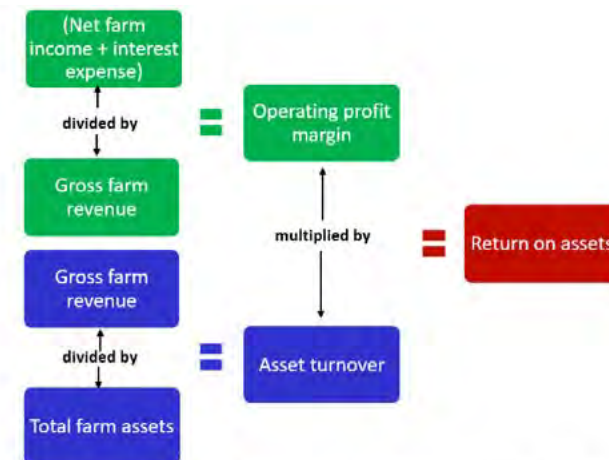 (Net farm
income + interest
expense)
divided by
Gross farm
revenue
=
Operating profit
margin
multiplied by
=
Return on assets
Gross farm
revenue
divided by
Total farm assets
=
Asset turnover